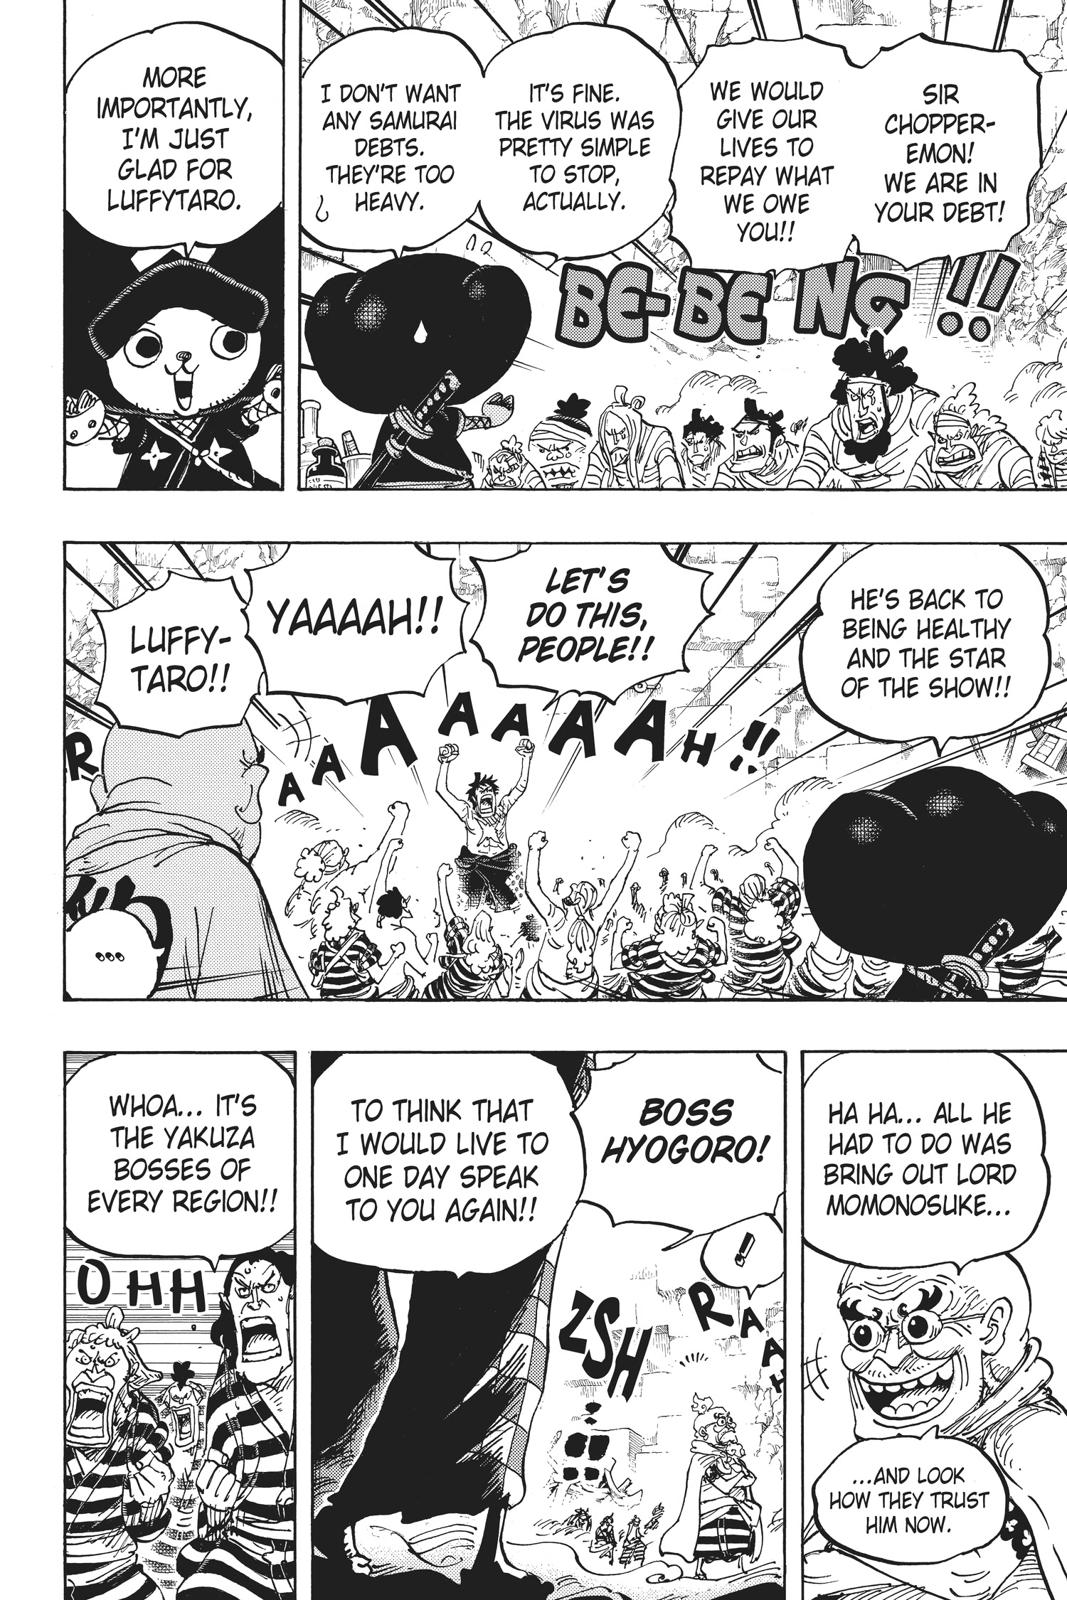 SIR
CHOPPER-
EMON!
WE ARE IN
YOUR DEBT!
WE WOULD
GIVE OUR
LIVES TO
REPAY WHAT
WE OWE
YOU!!
BE-BENG!!
IT'S FINE.
THE VIRUS WAS
PRETTY SIMPLE
TO STOP,
ACTUALLY.
I DON'T WANT
ANY SAMURAI
DEBTS.
THEY'RE TOO
HEAVY.
MORE
IMPORTANTLY,
I'M JUST
GLAD FOR
LUFFYTARO.
HE'S BACK TO
BEING HEALTHY
AND THE STAR
OF THE SHOW!!
LET'S
DO THIS,
PEOPLE!!
YAAAAH!!
LUFFY-
TARO!!
RAAAAAAAAH!!
...
HA HA... ALL HE
HAD TO DO WAS
BRING OUT LORD
MOMONOSUKE...
...AND LOOK
HOW THEY TRUST
HIM NOW.
BOSS
HYOGORO!
!
RAAH
ZSH
TO THINK THAT
I WOULD LIVE TO
ONE DAY SPEAK
TO YOU AGAIN!!
WHOA... IT'S
THE YAKUZA
BOSSES OF
EVERY REGION!!
OHH